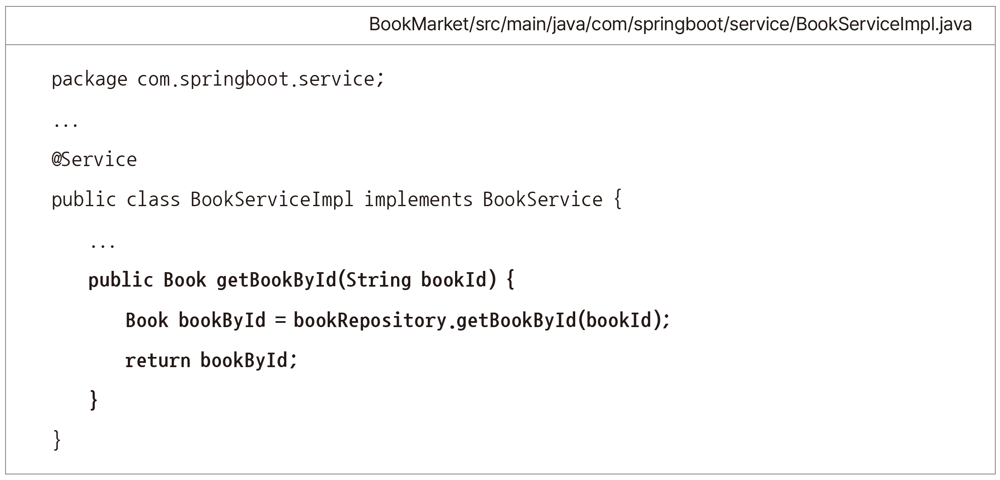 BookMarket/src/main/java/com/springboot/service/BookServiceImpl.java
package com.springboot.service;
...
@Service
public class BookServiceImpl implements BookService {
...
public Book getBookById(String bookId) {
Book bookById = bookRepository.getBookById(bookId);
return bookById;
}
}